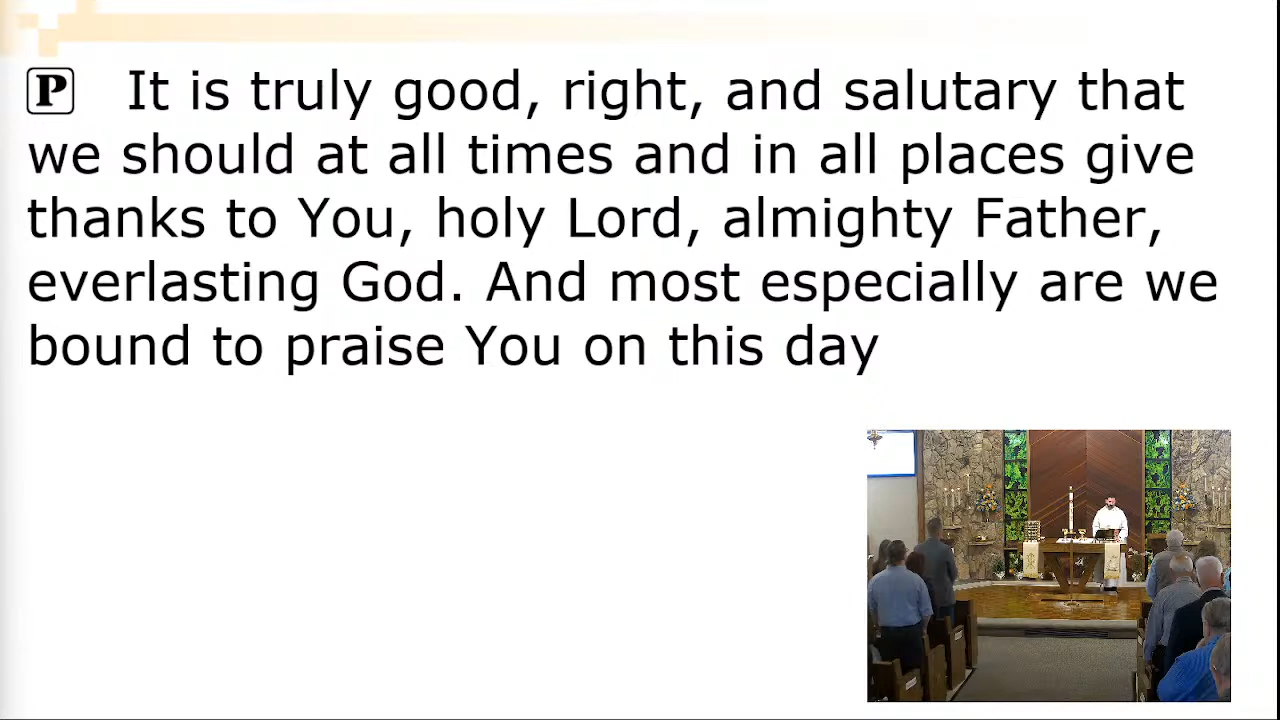 P It is truly good, right, and salutary that
we should at all times and in all places give
thanks to You, holy Lord, almighty Father,
everlasting God. And most especially are we
bound to praise You on this day